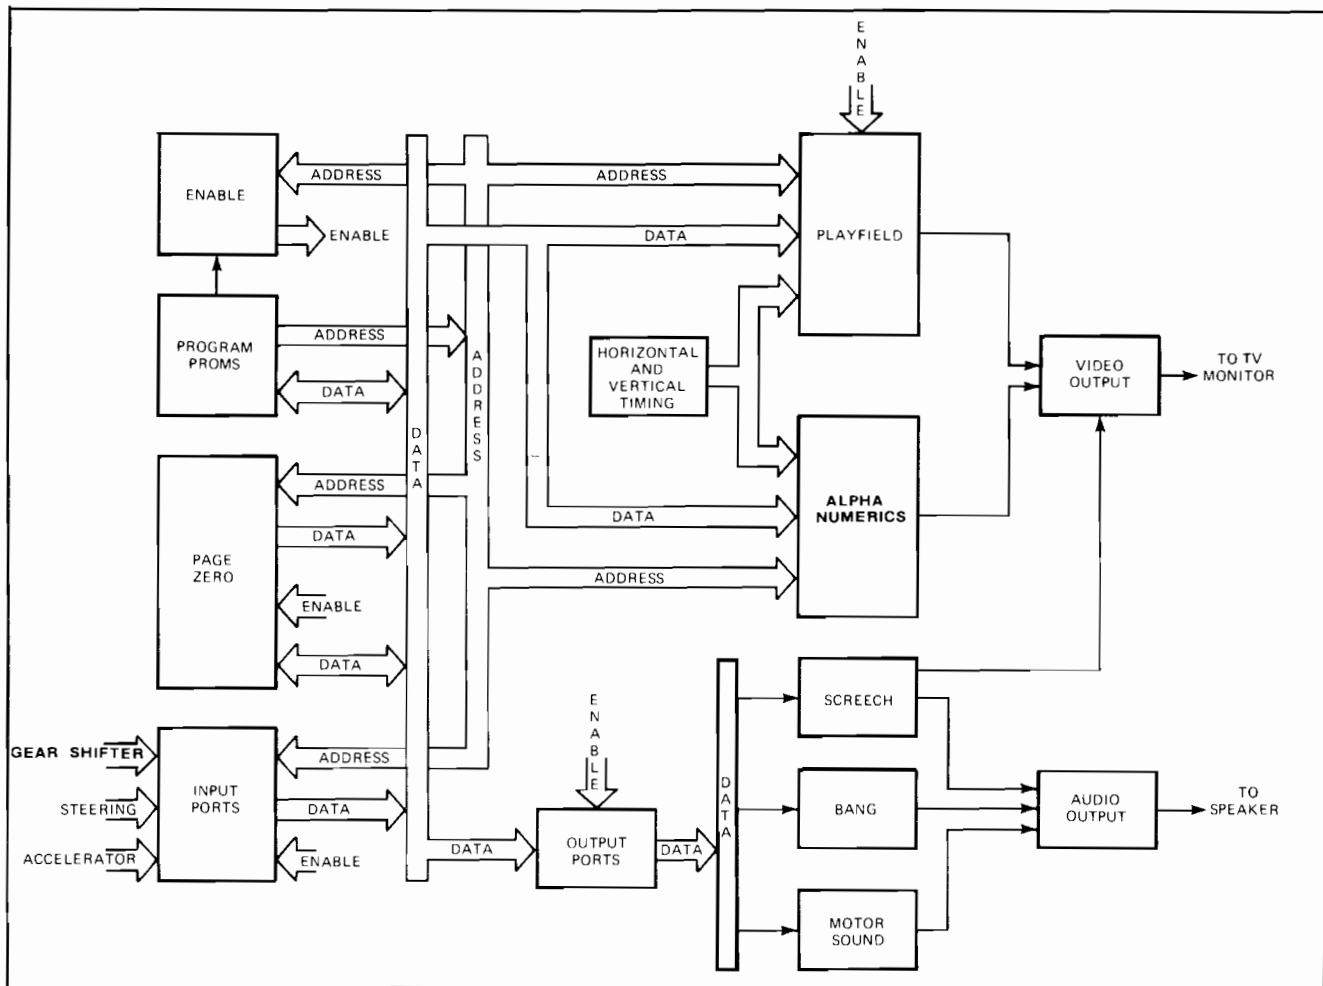 ENABLE
ENABLE
ADDRESS
ADDRESS
ENABLE
DATA
PLAYFIELD
PROGRAM
PROMS
ADDRESS
DATA
ADDRESS
DATA
HORIZONTAL
AND
VERTICAL
TIMING
VIDEO
OUTPUT
TO TV
MONITOR
PAGE
ZERO
ADDRESS
DATA
ENABLE
DATA
DATA
ALPHA
NUMERICS
ADDRESS
GEAR SHIFTER
STEERING
ACCELERATOR
INPUT
PORTS
ADDRESS
DATA
ENABLE
DATA
ENABLE
OUTPUT
PORTS
DATA
DATA
SCREECH
BANG
MOTOR
SOUND
AUDIO
OUTPUT
TO
SPEAKER